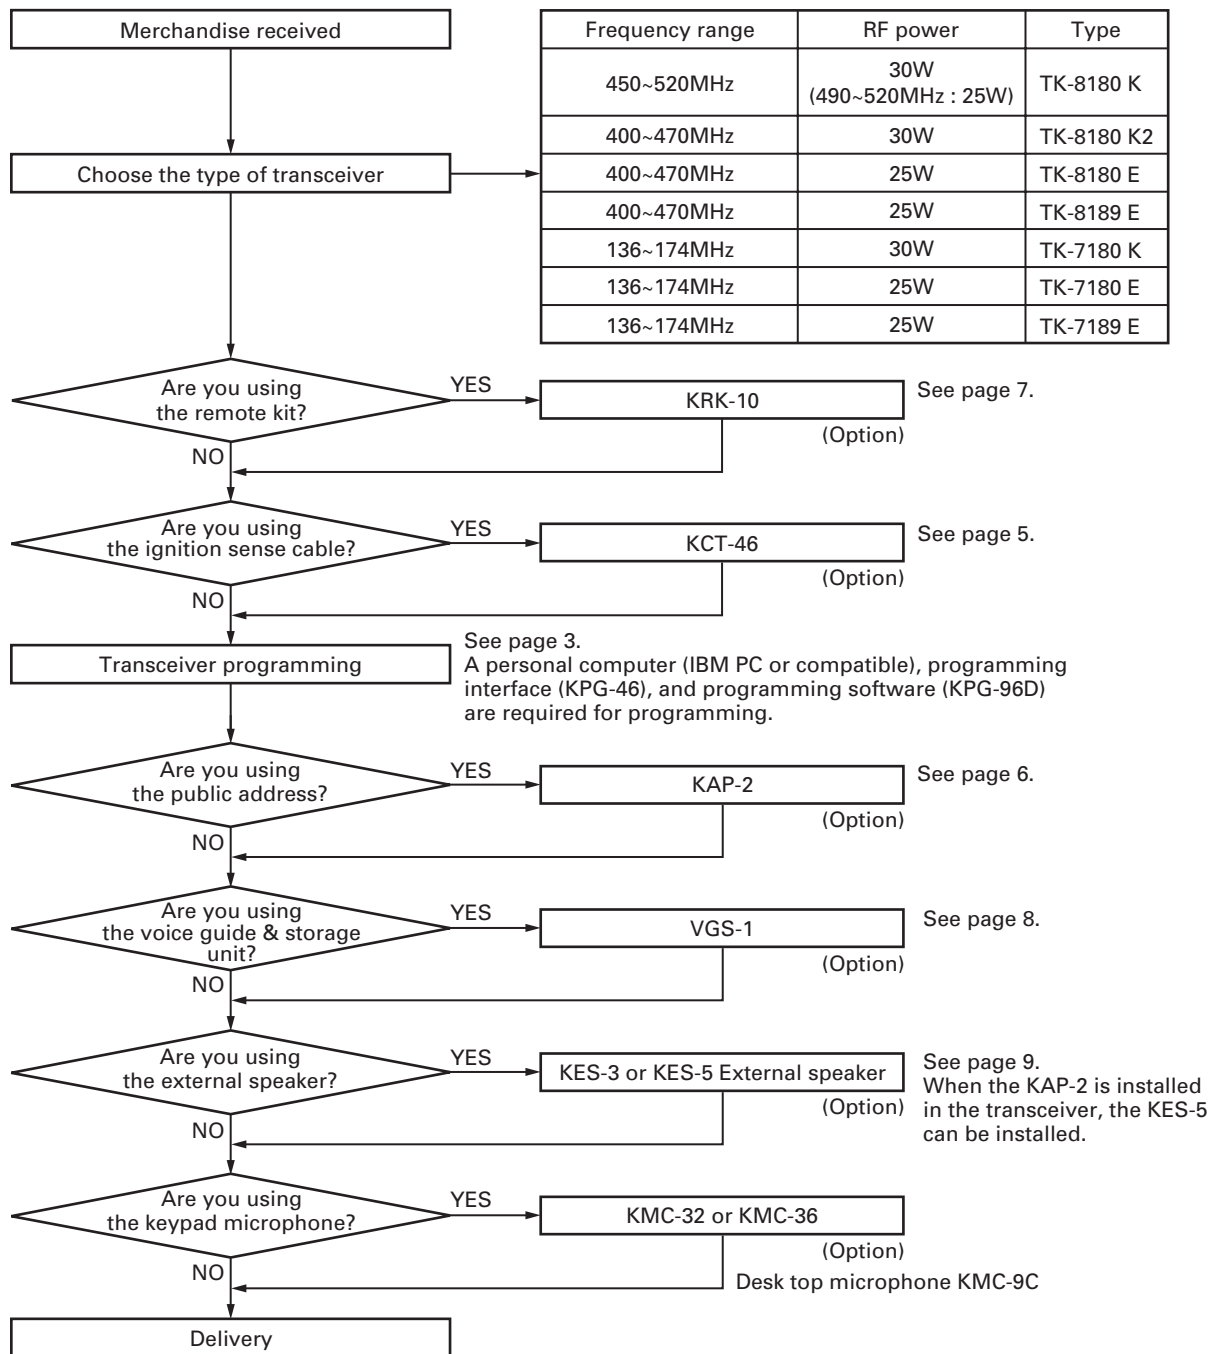 Merchandise received
Frequency range RF power Type
450~520MHz 30W (490~520MHz : 25W) TK-8180 K
400~470MHz 30W TK-8180 K2
Choose the type of transceiver
400~470MHz 25W TK-8180 E
400~470MHz 25W TK-8189 E
136~174MHz 30W TK-7180 K
136~174MHz 25W TK-7180 E
136~174MHz 25W TK-7189 E
Are you using
the remote kit?
YES
KRK-10
See page 7.
(Option)
NO
Are you using
the ignition sense cable?
YES
KCT-46
See page 5.
(Option)
NO
Transceiver programming
See page 3.
A personal computer (IBM PC or compatible), programming
interface (KPG-46), and programming software (KPG-96D)
are required for programming.
Are you using
the public address?
YES
KAP-2
See page 6.
(Option)
NO
Are you using
the voice guide & storage
unit?
YES
VGS-1
See page 8.
(Option)
NO
Are you using
the external speaker?
YES
KES-3 or KES-5 External speaker
(Option)
See page 9.
When the KAP-2 is installed
in the transceiver, the KES-5
can be installed.
NO
Are you using
the keypad microphone?
YES
KMC-32 or KMC-36
(Option)
NO
Desk top microphone KMC-9C
Delivery